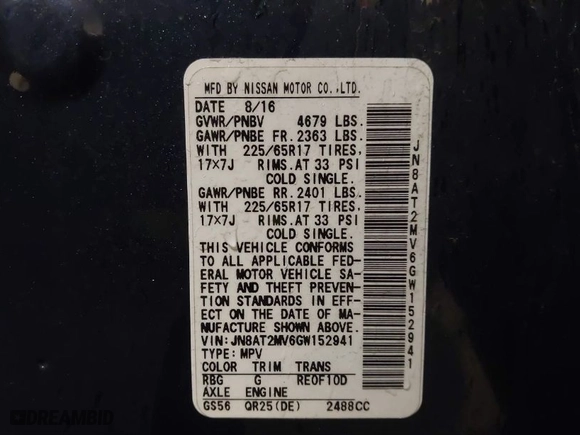 MFD BY NISSAN MOTOR CO.,LTD.
DATE 8/16
GVWR/PNBV 4679 LBS.
GAWR/PNBE FR.2363 LBS.
WITH 225/65R17 TIRES,
17×7J RIMS.AT 33 PSI
COLD SINGLE.
GAWR/PNBE RR.2401 LBS.
WITH 225/65R17 TIRES,
17×7J RIMS.AT 33 PSI
COLD SINGLE.
THIS VEHICLE CONFORMS
TO ALL APPLICABLE FED-
ERAL MOTOR VEHICLE SA-
FETY AND THEFT PREVEN-
TION STANDARDS IN EFF-
ECT ON THE DATE OF MA-
NUFACTURE SHOWN ABOVE.
VIN:JN8AT2MV6GW152941
TYPE:MPV
COLOR TRIM TRANS
RBG G RE0F10D
AXLE ENGINE
GS56 QR25(DE) 2488CC
JN8AT2MV6GW152941
© DREAMBID